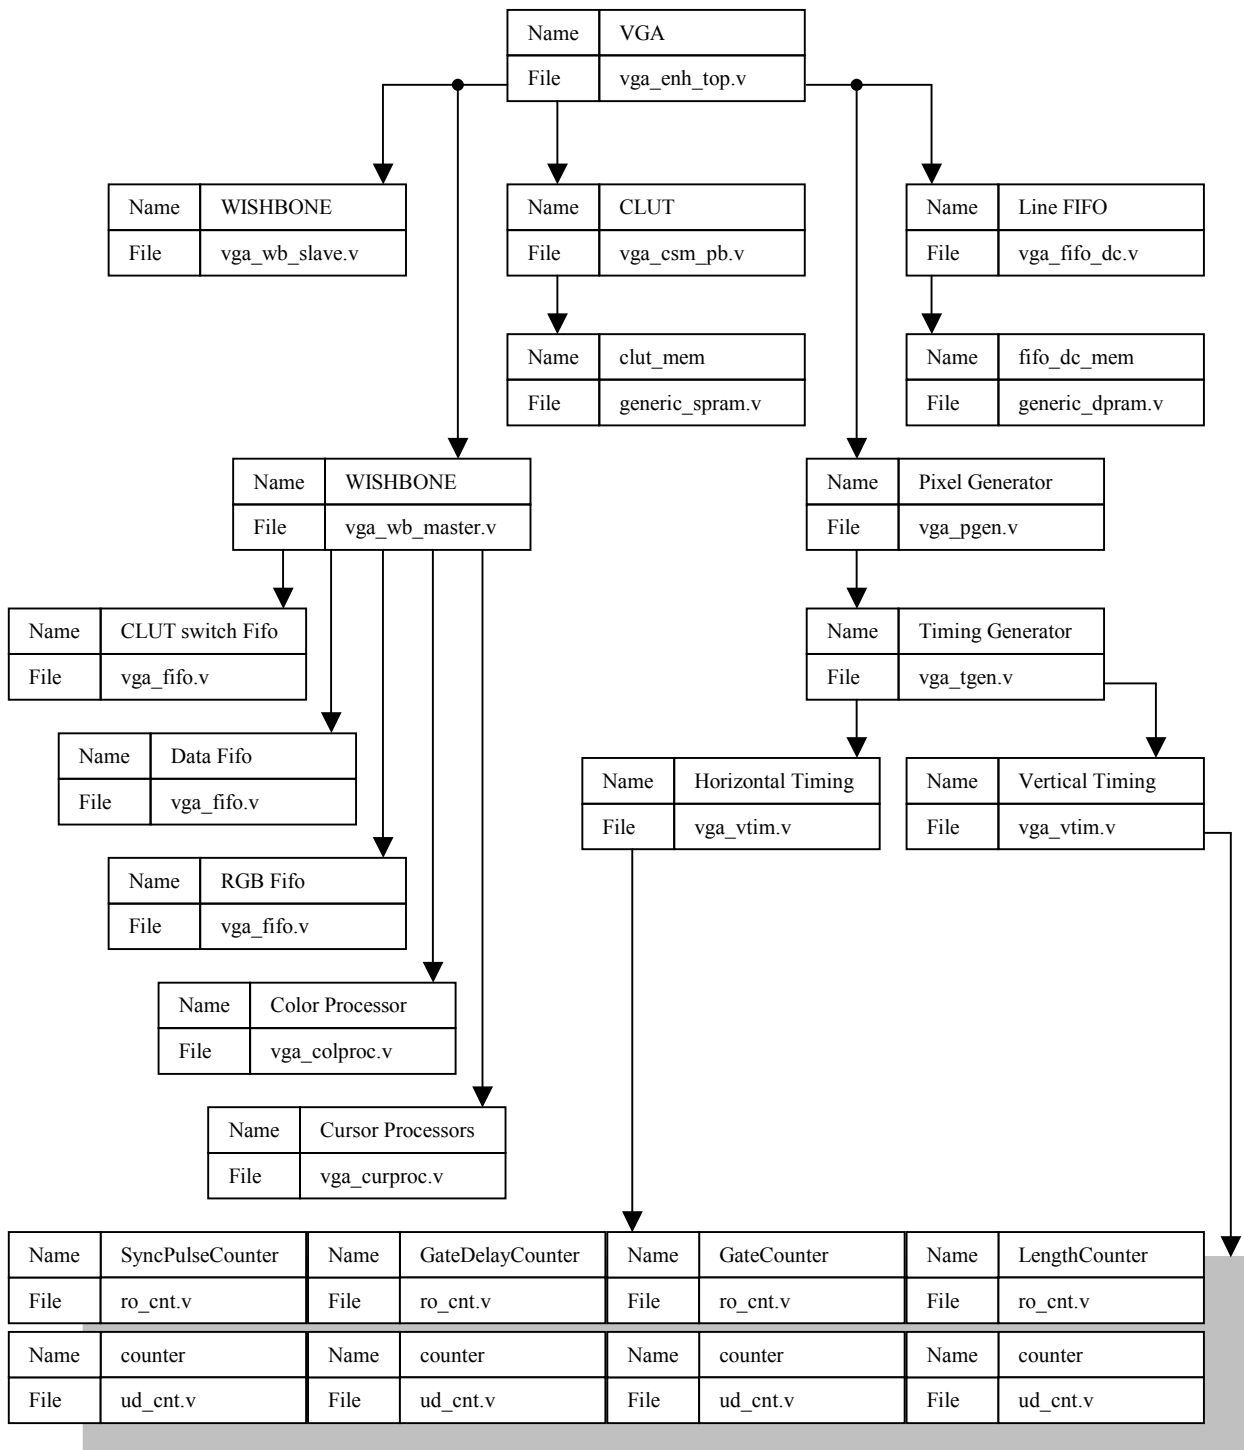 Name VGA
File vga_enh_top.v
Name WISHBONE
File vga_wb_slave.v
Name CLUT
File vga_csm_pb.v
Name Line FIFO
File vga_fifo_dc.v
Name clut_mem
File generic_spram.v
Name fifo_dc_mem
File generic_dpram.v
Name WISHBONE
File vga_wb_master.v
Name Pixel Generator
File vga_pgen.v
Name CLUT switch Fifo
File vga_fifo.v
Name Timing Generator
File vga_tgen.v
Name Data Fifo
File vga_fifo.v
Name Horizontal Timing
File vga_vtim.v
Name Vertical Timing
File vga_vtim.v
Name RGB Fifo
File vga_fifo.v
Name Color Processor
File vga_colproc.v
Name Cursor Processors
File vga_curproc.v
Name SyncPulseCounter Name GateDelayCounter Name GateCounter Name LengthCounter
File ro_cnt.v File ro_cnt.v File ro_cnt.v File ro_cnt.v
Name counter Name counter Name counter Name counter
File ud_cnt.v File ud_cnt.v File ud_cnt.v File ud_cnt.v